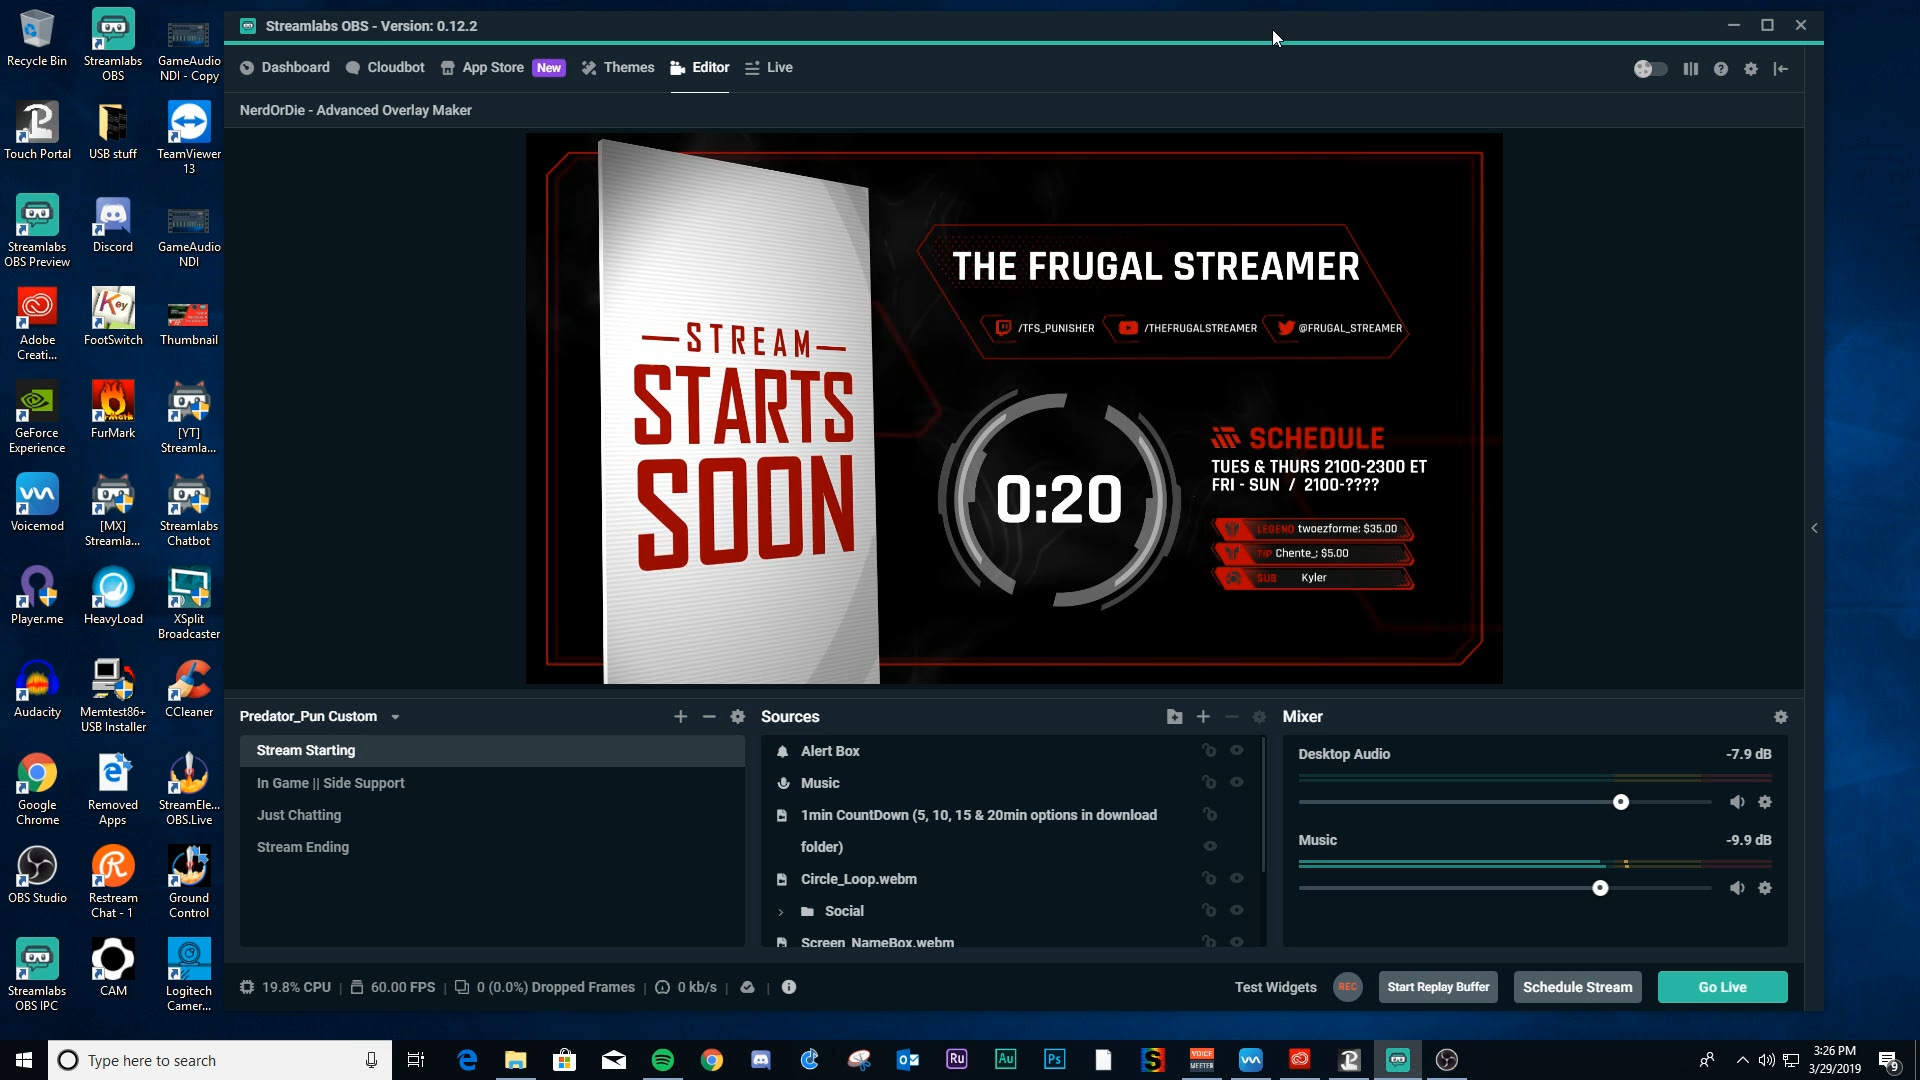 Streamlabs OBS - Version: 0.12.2
Dashboard
Cloudbot
App Store
New
Themes
Editor
Live
NerdOrDie - Advanced Overlay Maker
Recycle Bin
Streamlabs
OBS
GameAudio
NDI - Copy
Touch Portal
USB stuff
TeamViewer
13
Streamlabs
OBS Preview
Discord
GameAudio
NDI
Adobe
Creati...
FootSwitch
Thumbnail
GeForce
Experience
FurMark
[YT]
Streamla...
Voicemod
[MX]
Streamla...
Streamlabs
Chatbot
Player.me
HeavyLoad
XSplit
Broadcaster
Audacity
Memtest86+
USB Installer
CCleaner
Google
Chrome
Removed
Apps
StreamEle...
OBS.Live
OBS Studio
Restream
Chat - 1
Ground
Control
Streamlabs
OBS IPC
CAM
Logitech
Camer...
STREAM
STARTS
SOON
THE FRUGAL STREAMER
/TFS_PUNISHER
/THEFRUGALSTREAMER
@FRUGAL_STREAMER
0:20
SCHEDULE
TUES & THURS 2100-2300 ET
FRI - SUN / 2100-????
LEGEND twoezforme: $35.00
TIP Chente_: $5.00
SUB Kyler
Predator_Pun Custom
Stream Starting
In Game || Side Support
Just Chatting
Stream Ending
Sources
Alert Box
Music
1min CountDown (5, 10, 15 & 20min options in download
folder)
Circle_Loop.webm
Social
Screen_NameBox.webm
Mixer
Desktop Audio
-7.9 dB
Music
-9.9 dB
19.8% CPU
60.00 FPS
0 (0.0%) Dropped Frames
0 kb/s
Test Widgets
REC
Start Replay Buffer
Schedule Stream
Go Live
Type here to search
Ru
Au
Ps
VOICE
MEETER
3:26 PM
3/29/2019
9